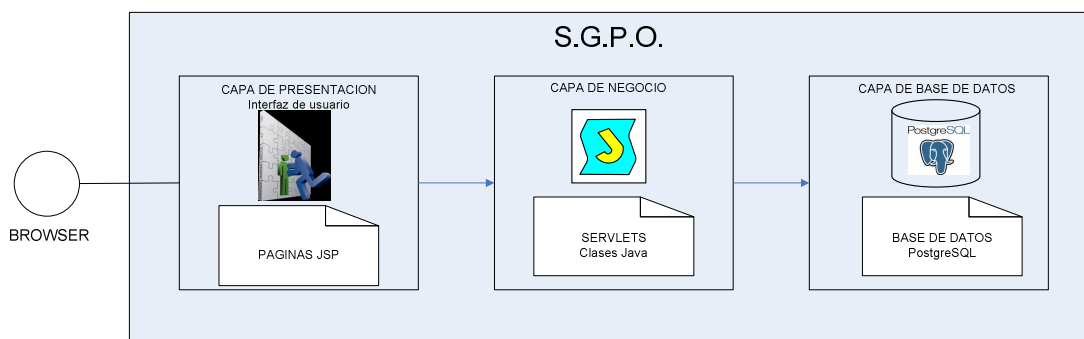 S.G.P.O.
CAPA DE PRESENTACION
Interfaz de usuario
PAGINAS JSP
CAPA DE NEGOCIO
J
SERVLETS
Clases Java
CAPA DE BASE DE DATOS
PostgreSQL
BASE DE DATOS
PostgreSQL
BROWSER